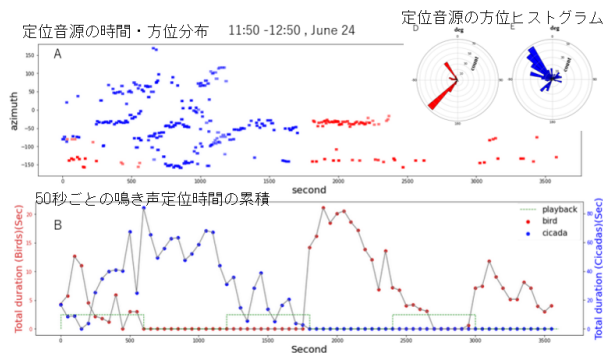 定位音源の時間・方位分布 11:50 -12:50 , June 24
定位音源の方位ヒストグラム
A
D deg
E deg
count
count
azimuth
150
100
50
0
-50
-100
-150
0 500 1000 1500 2000 2500 3000 3500
second
50秒ごとの鳴き声定位時間の累積
B
Total duration (Birds)(Sec)
20
15
10
5
0
playback
bird
cicada
Total duration (Cicadas)(Sec)
80
60
40
20
0
0 500 1000 1500 2000 2500 3000 3500
Second